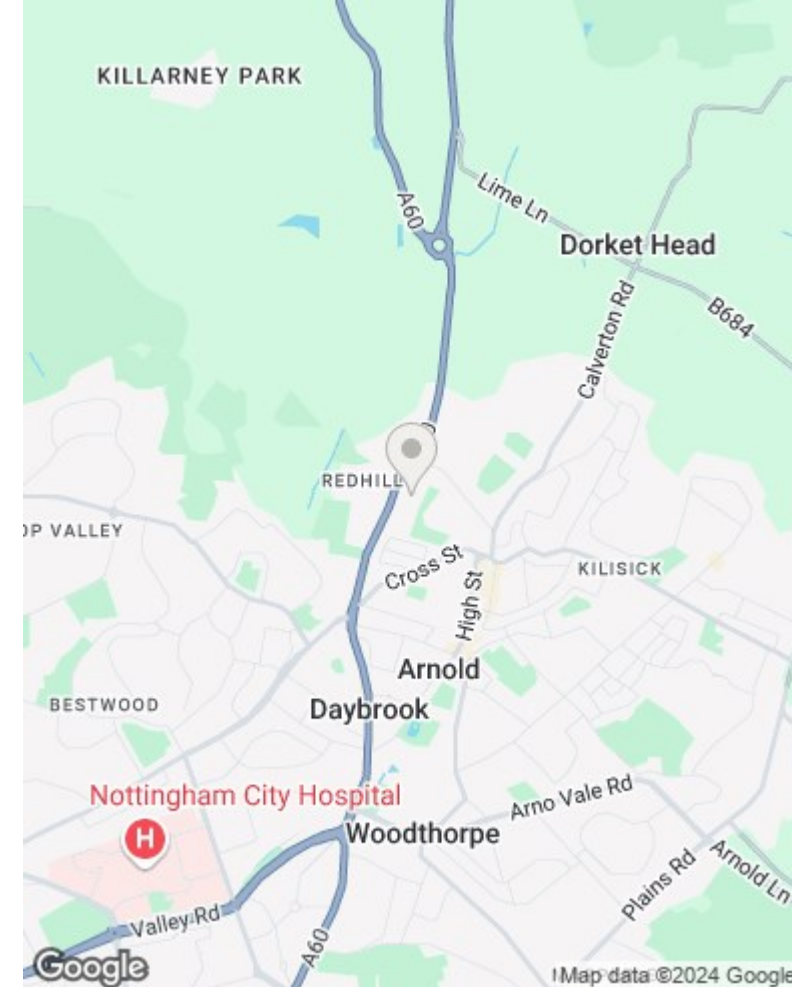 KILLARNEY PARK
A60
Lime Ln
Dorket Head
B684
Calverton Rd
REDHILL
OP VALLEY
Cross St
KILISICK
High St
Arnold
BESTWOOD
Daybrook
Nottingham City Hospital
H
Arno Vale Rd
Woodthorpe
Plains Rd
Arnold Ln
Valley Rd
A60
Google
Map data ©2024 Google